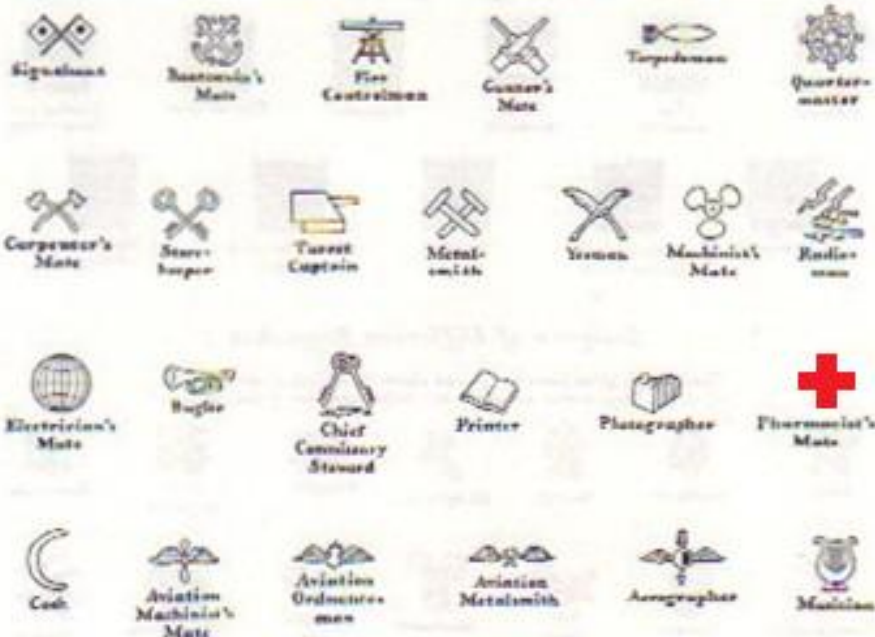 Signalman
Boatswain's
Mate
Fire
Controlman
Gunner's
Mate
Torpedoman
Quarter-
master
Carpenter's
Mate
Store-
keeper
Turret
Captain
Metal-
smith
Yeoman
Machinist's
Mate
Radio-
man
Electrician's
Mate
Bugler
Chief
Commissary
Steward
Printer
Photographer
Pharmacist's
Mate
Cook
Aviation
Machinist's
Mate
Aviation
Ordnance-
man
Aviation
Metalsmith
Aerographer
Musician